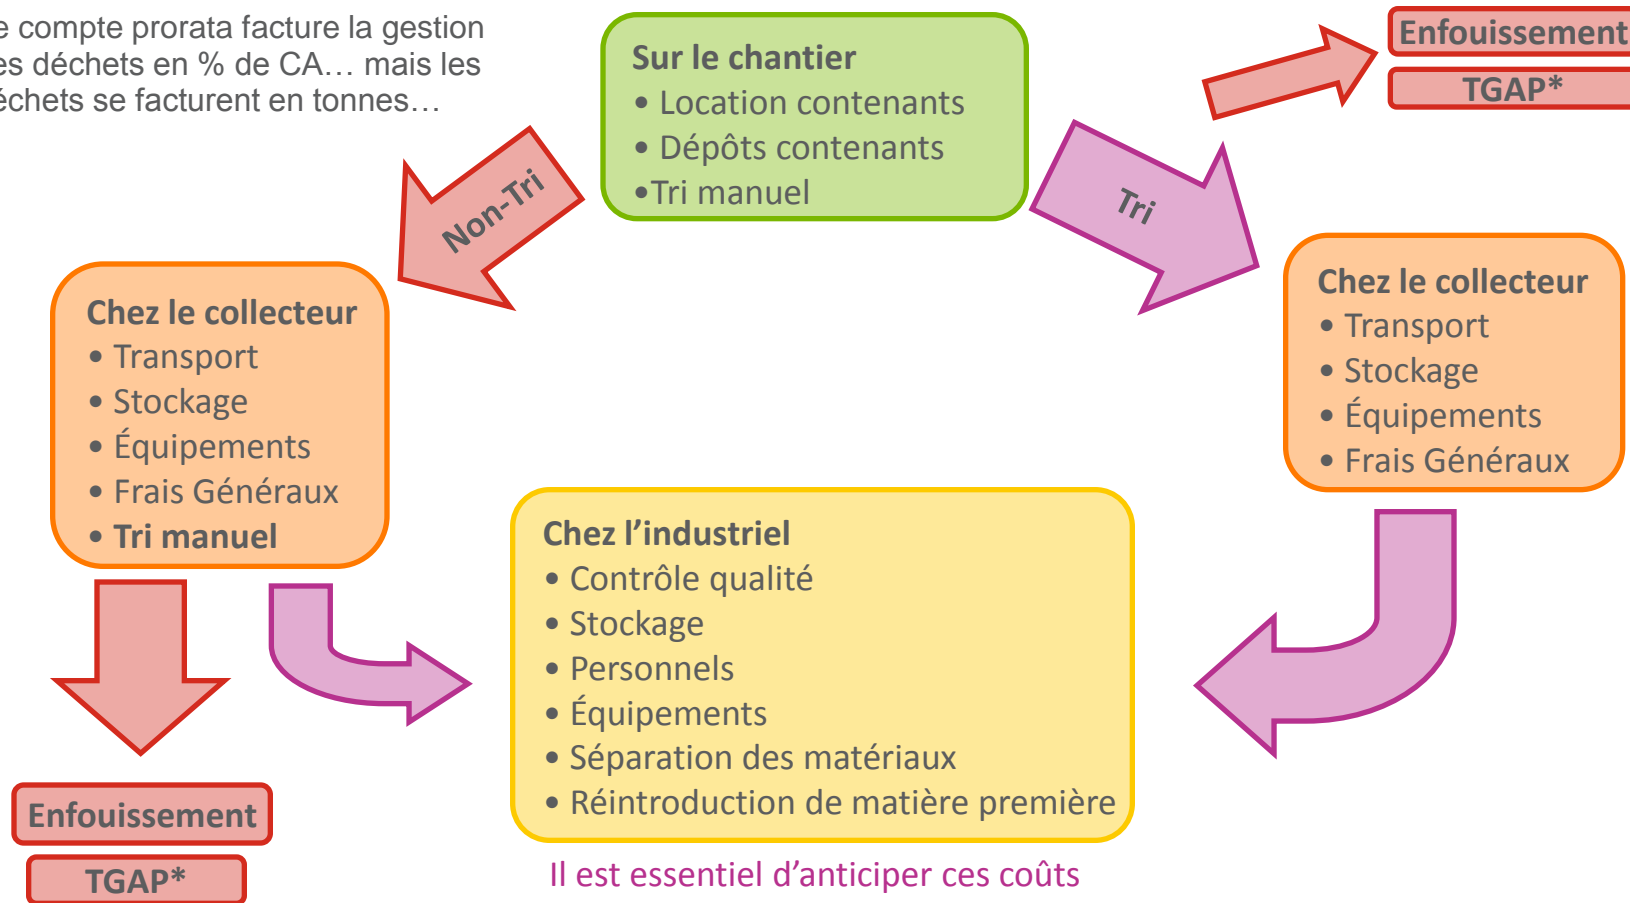 e compte prorata facture la gestion
es déchets en % de CA… mais les
échets se facturent en tonnes…
Sur le chantier
• Location contenants
• Dépôts contenants
•Tri manuel
Enfouissement
TGAP*
Non-Tri
Tri
Chez le collecteur
• Transport
• Stockage
• Équipements
• Frais Généraux
• Tri manuel
Chez le collecteur
• Transport
• Stockage
• Équipements
• Frais Généraux
Chez l’industriel
• Contrôle qualité
• Stockage
• Personnels
• Équipements
• Séparation des matériaux
• Réintroduction de matière première
Enfouissement
TGAP*
Il est essentiel d’anticiper ces coûts